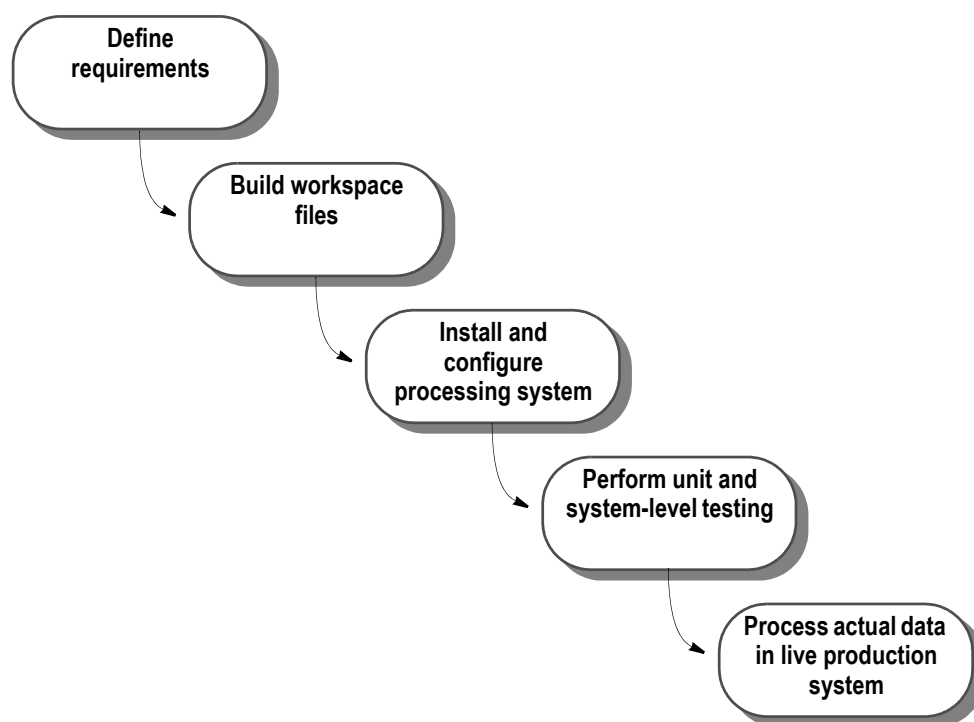 Define
requirements
Build workspace
files
Install and
configure
processing system
Perform unit and
system-level testing
Process actual data
in live production
system